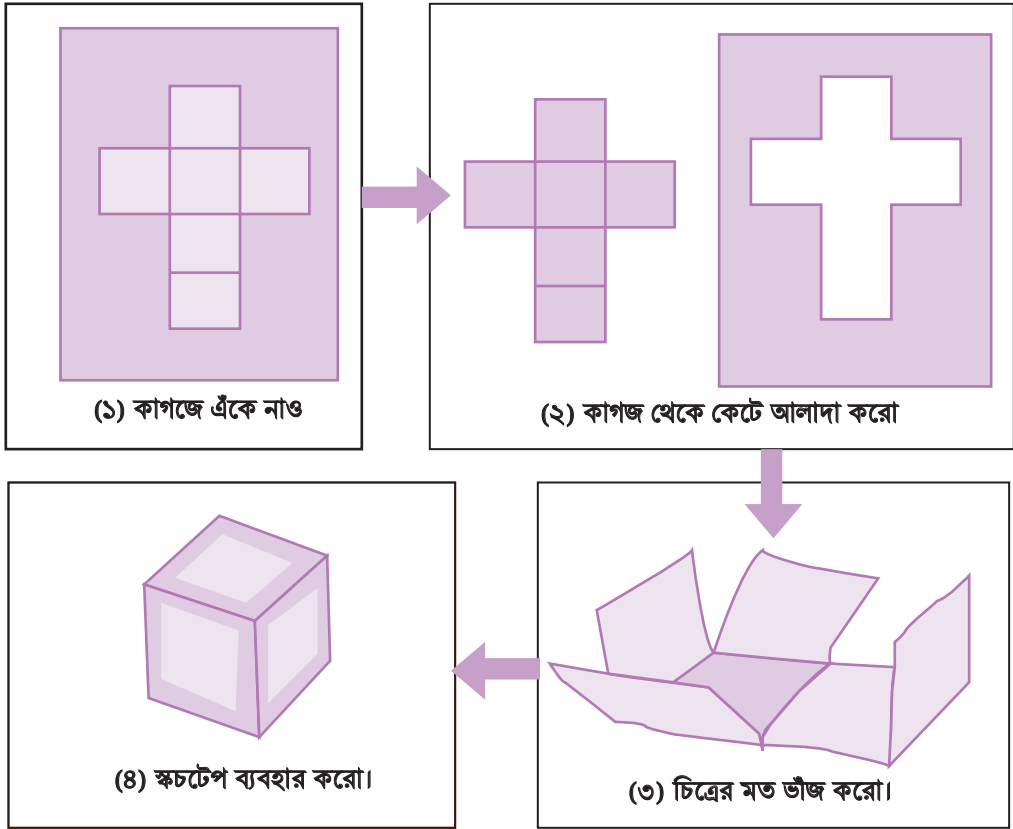 (১) কাগজে এঁকে নাও
(২) কাগজ থেকে কেটে আলাদা করো
(৩) চিত্রের মত ভাঁজ করো।
(৪) স্কচটেপ ব্যবহার করো।